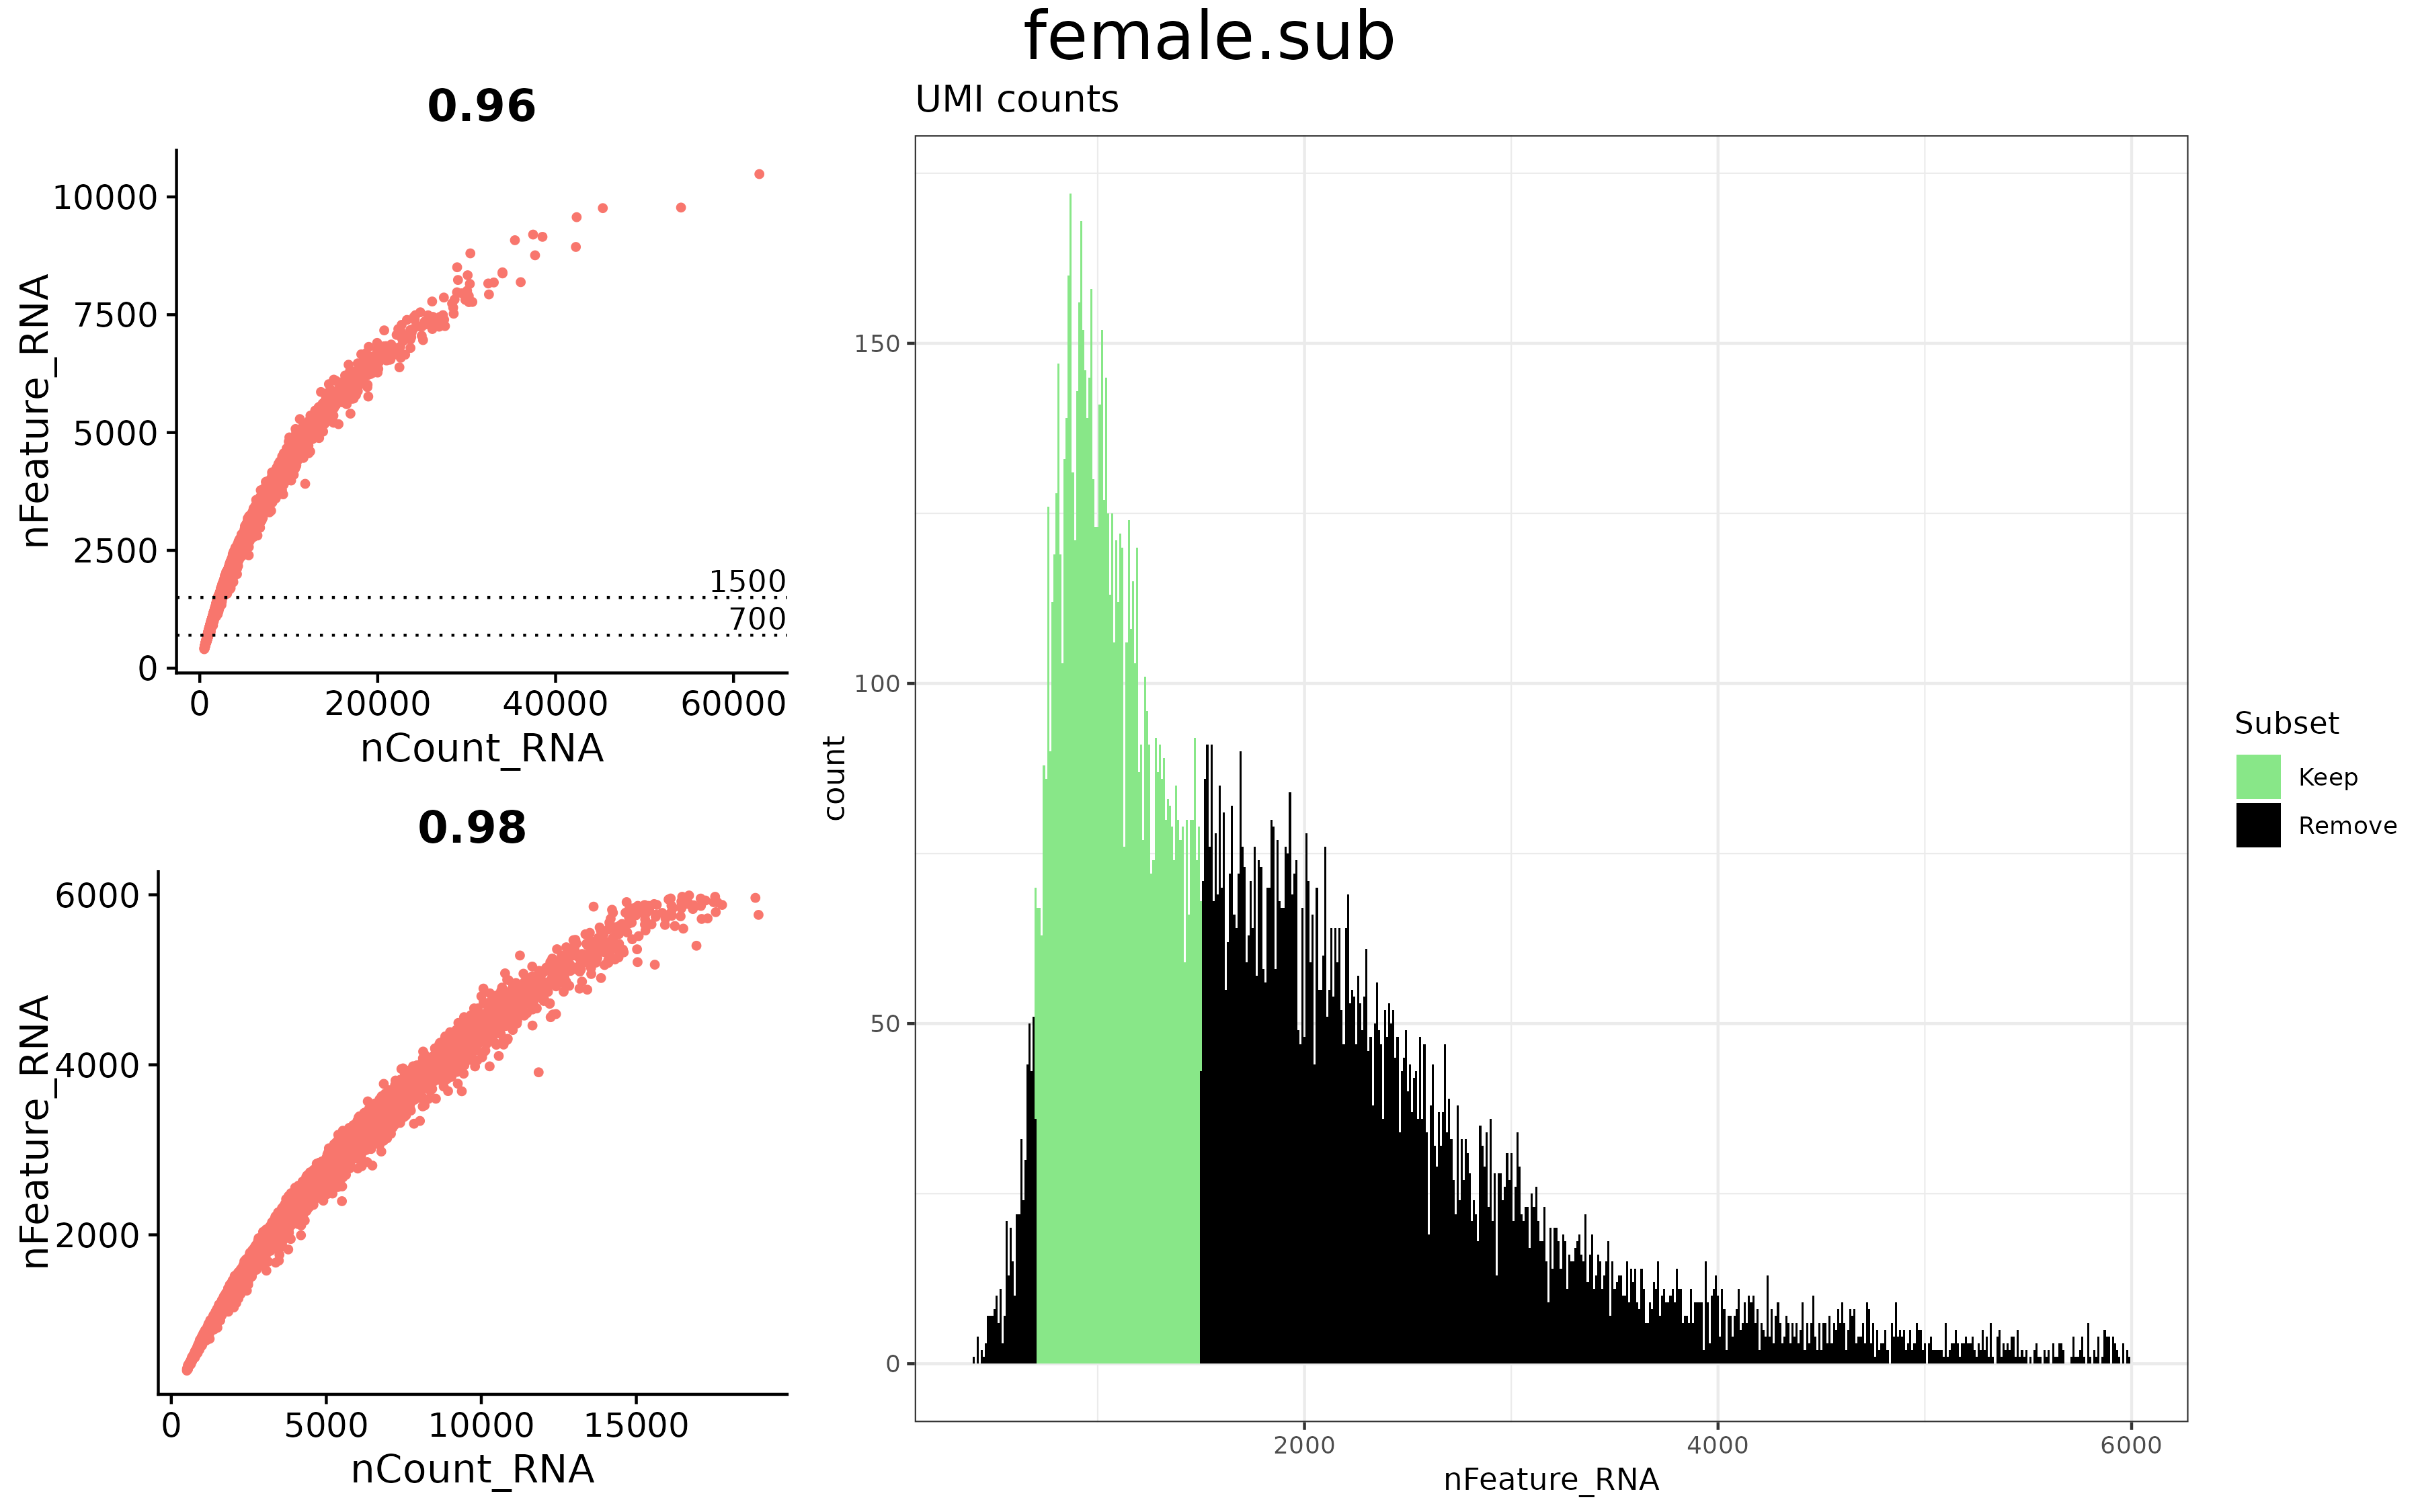 female.sub
0.96
nFeature_RNA
10000
7500
5000
2500
0
1500
700
0 20000 40000 60000
nCount_RNA
0.98
nFeature_RNA
6000
4000
2000
0 5000 10000 15000
nCount_RNA
UMI counts
count
150
100
50
0
2000 4000 6000
nFeature_RNA
Subset
Keep
Remove